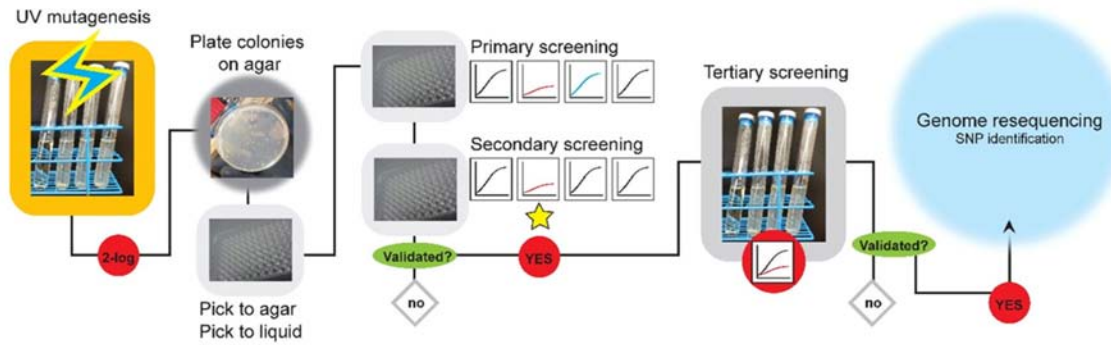 UV mutagenesis
2-log
Plate colonies
on agar
Pick to agar
Pick to liquid
Primary screening
Secondary screening
Validated?
no
YES
Tertiary screening
Validated?
no
YES
Genome resequencing
SNP identification